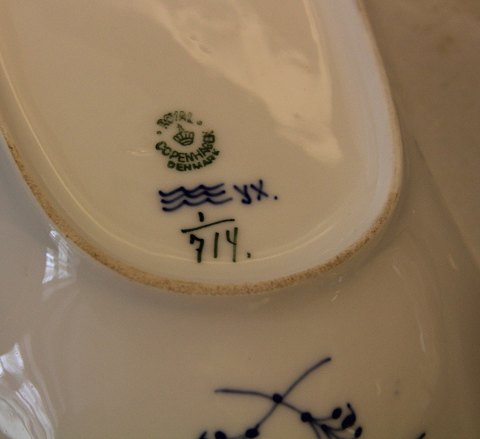 ROYAL
COPENHAGEN
DENMARK
yx.
1
714.